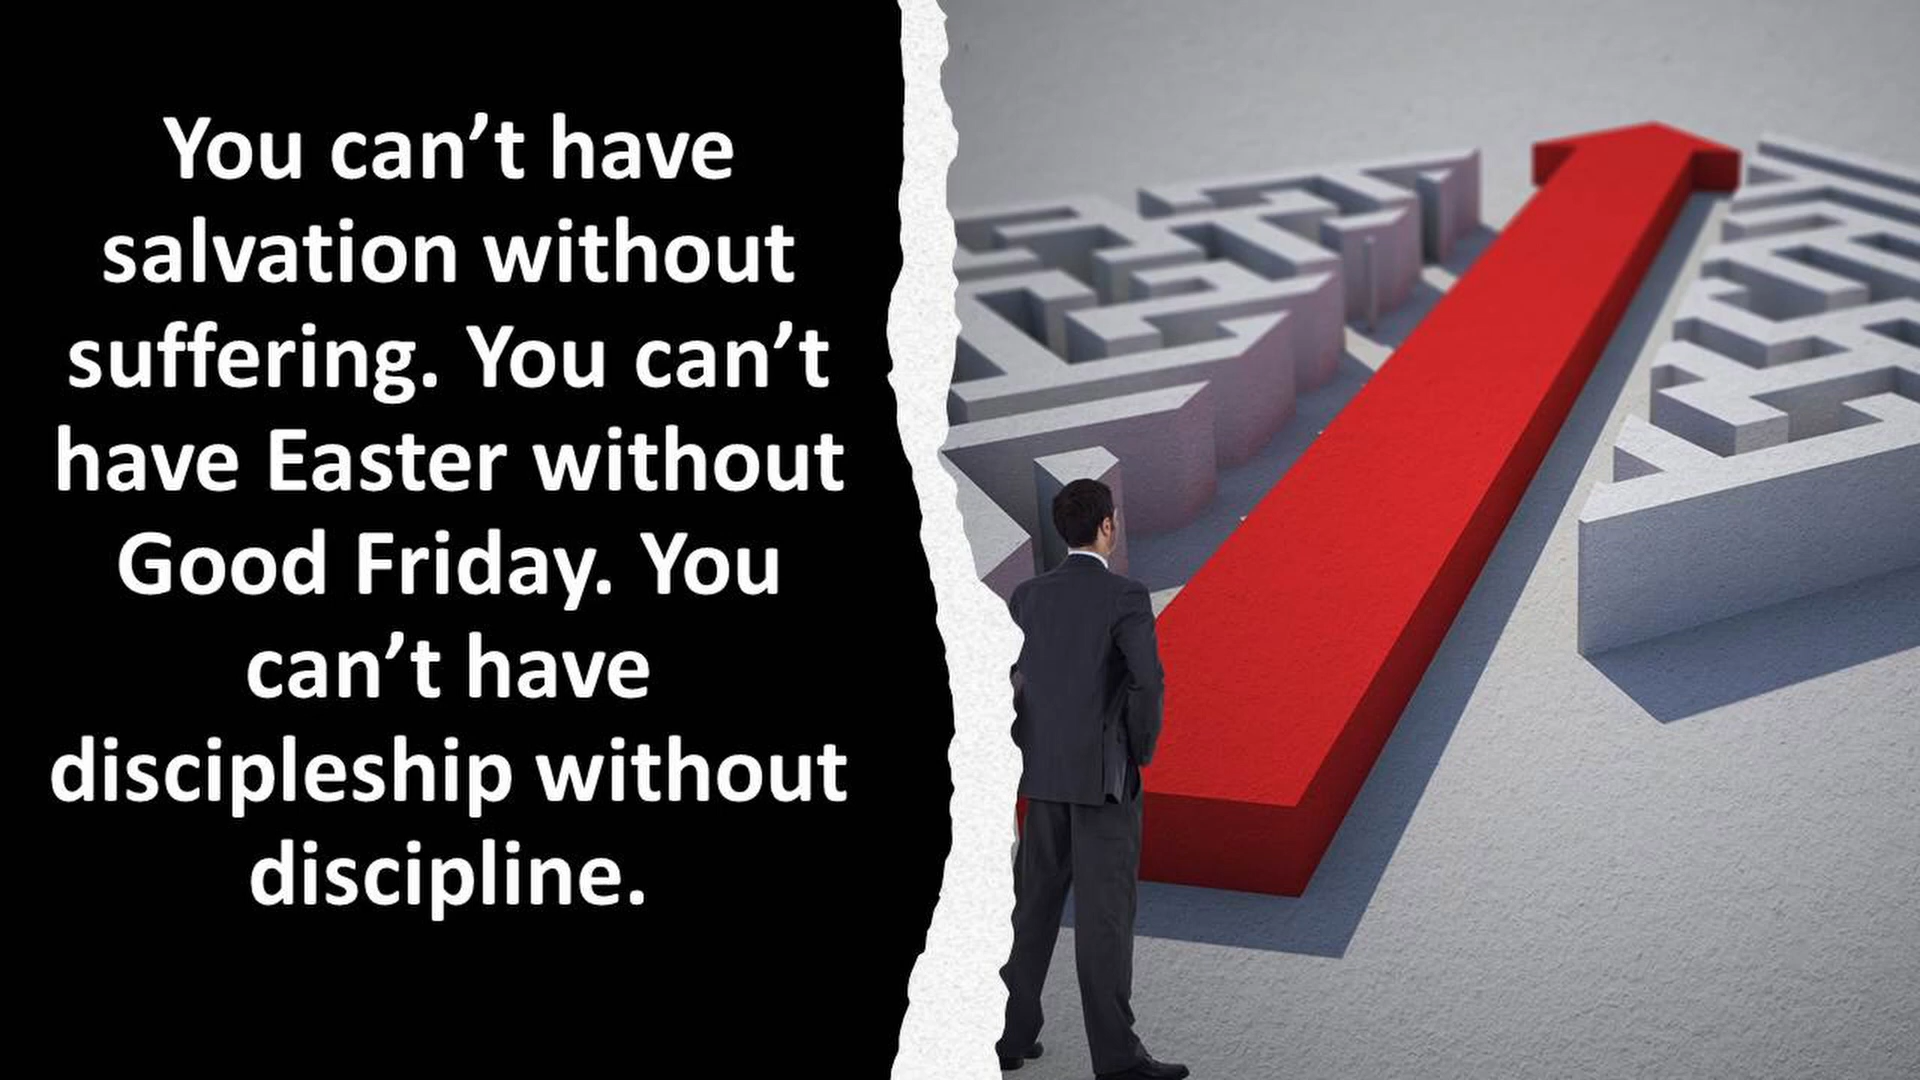 You can’t have
salvation without
suffering. You can’t
have Easter without
Good Friday. You
can’t have
discipleship without
discipline.